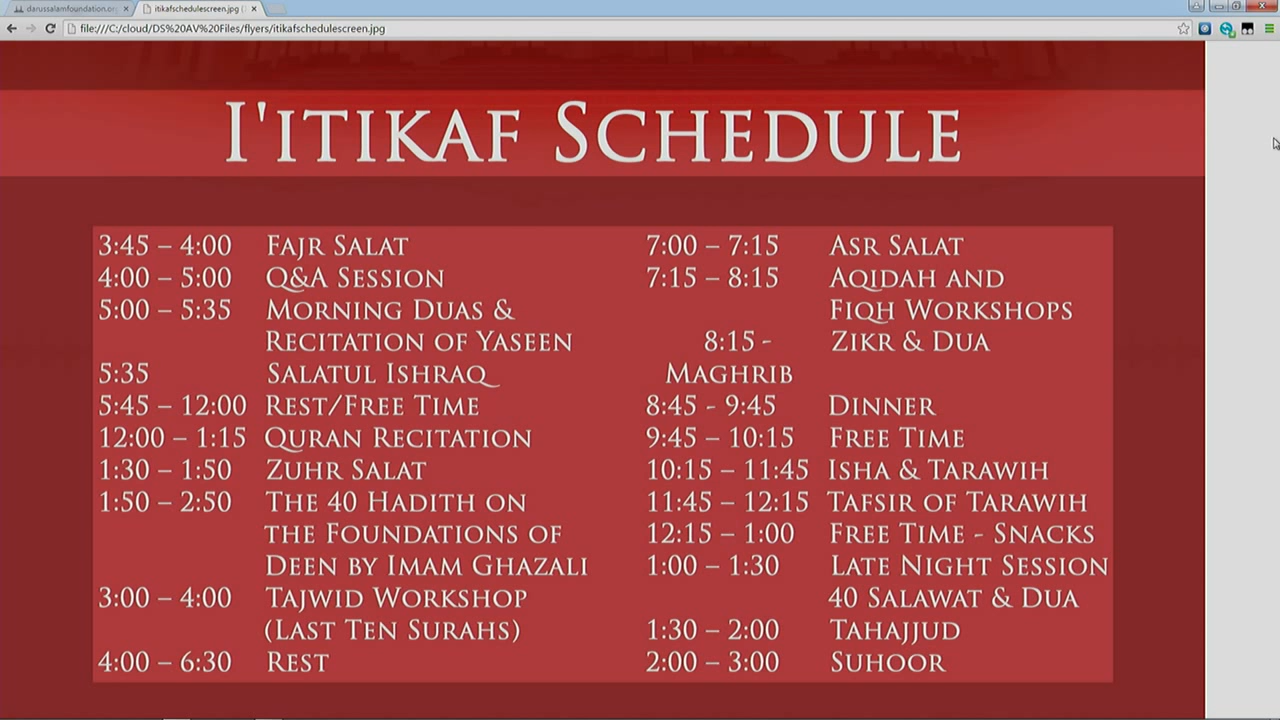 darussalamfoundation.or
itikafschedulescreen.jpg (
file:///C:/cloud/DS%20AV%20Files/flyers/itikafschedulescreen.jpg
I'itikaf Schedule
3:45 – 4:00 Fajr Salat
4:00 – 5:00 Q&A Session
5:00 – 5:35 Morning Duas &
Recitation of Yaseen
5:35 Salatul Ishraq
5:45 – 12:00 Rest/Free Time
12:00 – 1:15 Quran Recitation
1:30 – 1:50 Zuhr Salat
1:50 – 2:50 The 40 Hadith on
the Foundations of
Deen by Imam Ghazali
3:00 – 4:00 Tajwid Workshop
(Last Ten Surahs)
4:00 – 6:30 Rest
7:00 – 7:15 Asr Salat
7:15 – 8:15 Aqidah and
Fiqh Workshops
8:15 - Zikr & Dua
Maghrib
8:45 - 9:45 Dinner
9:45 – 10:15 Free Time
10:15 – 11:45 Isha & Tarawih
11:45 – 12:15 Tafsir of Tarawih
12:15 – 1:00 Free Time - Snacks
1:00 – 1:30 Late Night Session
40 Salawat & Dua
1:30 – 2:00 Tahajjud
2:00 – 3:00 Suhoor